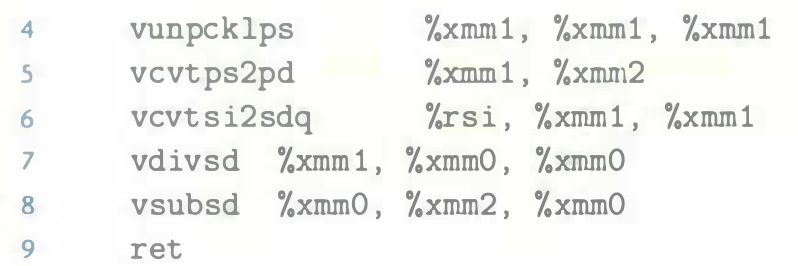 4 vunpcklps %xmm1, %xmm1, %xmm1
5 vcvtps2pd %xmm1, %xmm2
6 vcvtsi2sdq %rsi, %xmm1, %xmm1
7 vdivsd %xmm1, %xmm0, %xmm0
8 vsubsd %xmm0, %xmm2, %xmm0
9 ret